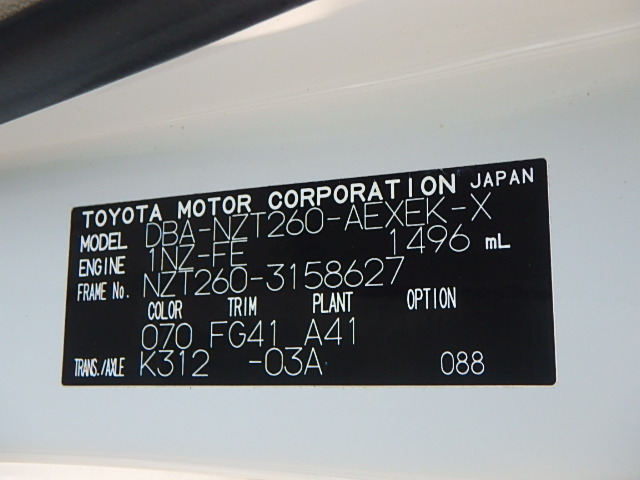 TOYOTA MOTOR CORPORATION JAPAN
MODEL DBA-NZT260-AEXEK-X
ENGINE 1NZ-FE 1496 mL
FRAME No. NZT260-3158627
COLOR TRIM PLANT OPTION
070 FG41 A41
TRANS./AXLE K312 -03A 088